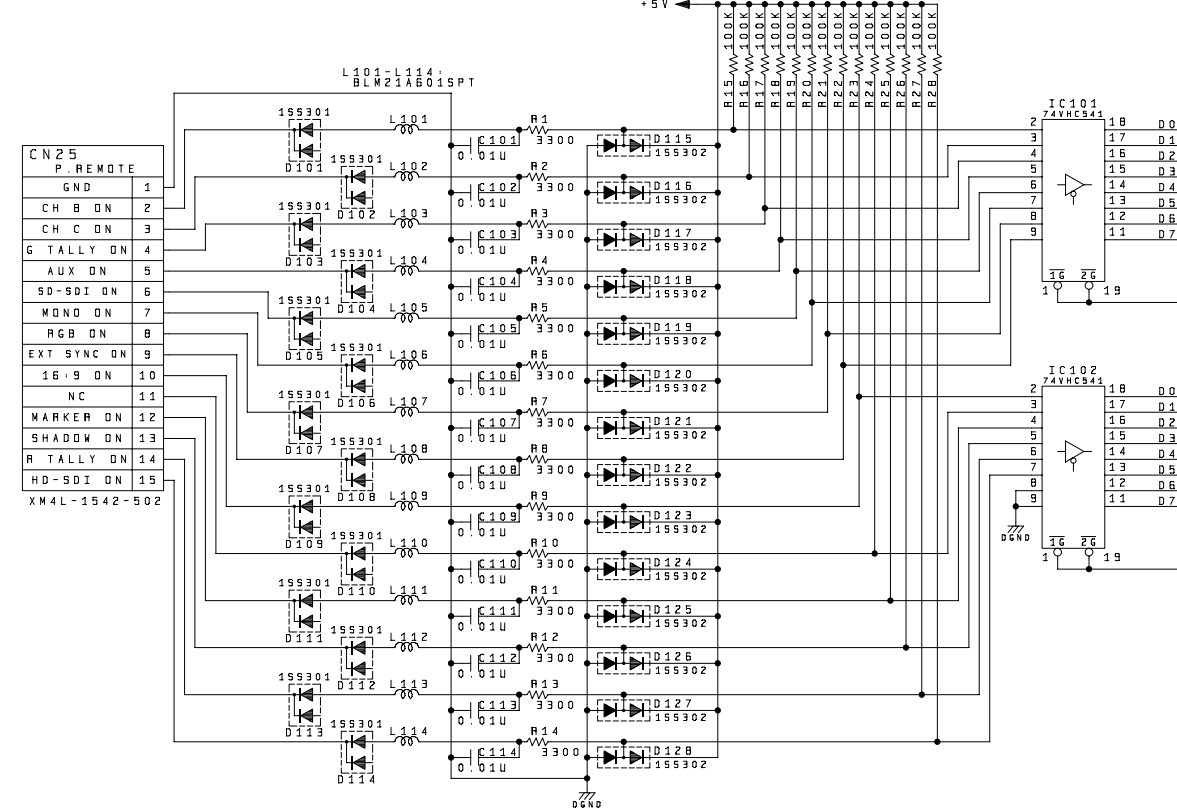 +5V
R15 100K
R16 100K
R17 100K
R18 100K
R19 100K
R20 100K
R21 100K
R22 100K
R23 100K
R24 100K
R25 100K
R26 100K
R27 100K
R28 100K
L101-L114:
BLM21A601SPT
CN25
P.REMOTE
GND 1
CH B ON 2
CH C ON 3
G TALLY ON 4
AUX ON 5
SD-SDI ON 6
MONO ON 7
RGB ON 8
EXT SYNC ON 9
16:9 ON 10
NC 11
MARKER ON 12
SHADOW ON 13
R TALLY ON 14
HD-SDI ON 15
XM4L-1542-502
1SS301
D101
L101
C101
0.01U
R1
3300
D115
1SS302
1SS301
D102
L102
C102
0.01U
R2
3300
D116
1SS302
1SS301
D103
L103
C103
0.01U
R3
3300
D117
1SS302
1SS301
D104
L104
C104
0.01U
R4
3300
D118
1SS302
1SS301
D105
L105
C105
0.01U
R5
3300
D119
1SS302
1SS301
D106
L106
C106
0.01U
R6
3300
D120
1SS302
1SS301
D107
L107
C107
0.01U
R7
3300
D121
1SS302
1SS301
D108
L108
C108
0.01U
R8
3300
D122
1SS302
1SS301
D109
L109
C109
0.01U
R9
3300
D123
1SS302
1SS301
D110
L110
C110
0.01U
R10
3300
D124
1SS302
1SS301
D111
L111
C111
0.01U
R11
3300
D125
1SS302
1SS301
D112
L112
C112
0.01U
R12
3300
D126
1SS302
1SS301
D113
L113
C113
0.01U
R13
3300
D127
1SS302
1SS301
D114
L114
C114
0.01U
R14
3300
D128
1SS302
DGND
IC101
74VHC541
2 18 D0
3 17 D1
4 16 D2
5 15 D3
6 14 D4
7 13 D5
8 12 D6
9 11 D7
1G 2G
1 19
IC102
74VHC541
2 18 D0
3 17 D1
4 16 D2
5 15 D3
6 14 D4
7 13 D5
8 12 D6
9 11 D7
DGND
1G 2G
1 19